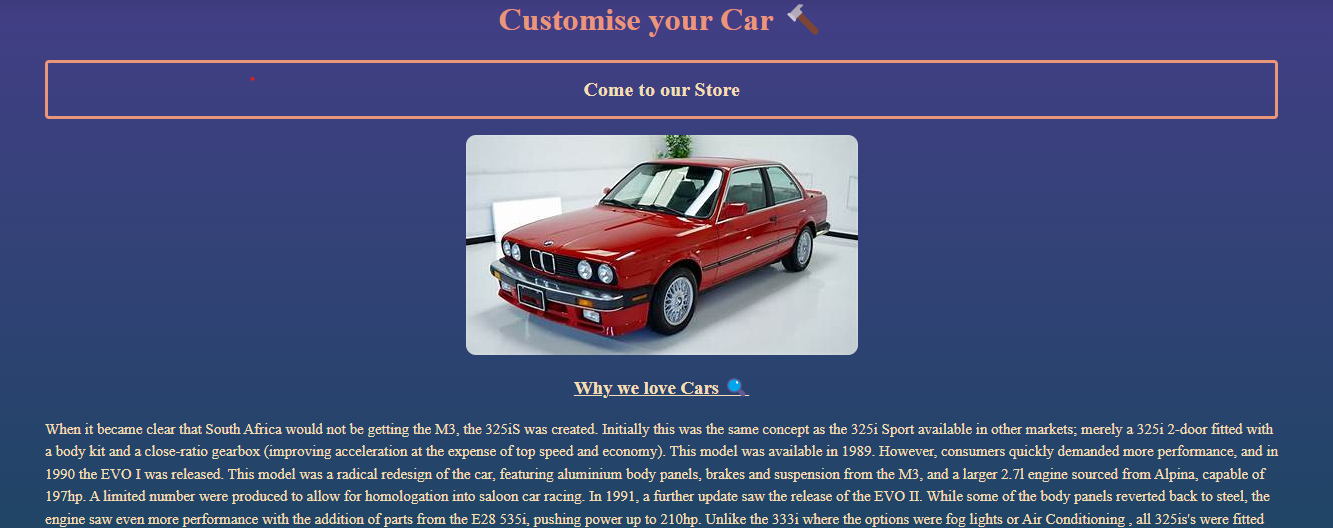 Customise your Car 🔨
Come to our Store
Why we love Cars 🔍
When it became clear that South Africa would not be getting the M3, the 325iS was created. Initially this was the same concept as the 325i Sport available in other markets; merely a 325i 2-door fitted with
a body kit and a close-ratio gearbox (improving acceleration at the expense of top speed and economy). This model was available in 1989. However, consumers quickly demanded more performance, and in
1990 the EVO I was released. This model was a radical redesign of the car, featuring aluminium body panels, brakes and suspension from the M3, and a larger 2.7l engine sourced from Alpina, capable of
197hp. A limited number were produced to allow for homologation into saloon car racing. In 1991, a further update saw the release of the EVO II. While some of the body panels reverted back to steel, the
engine saw even more performance with the addition of parts from the E28 535i, pushing power up to 210hp. Unlike the 333i where the options were fog lights or Air Conditioning , all 325is's were fitted